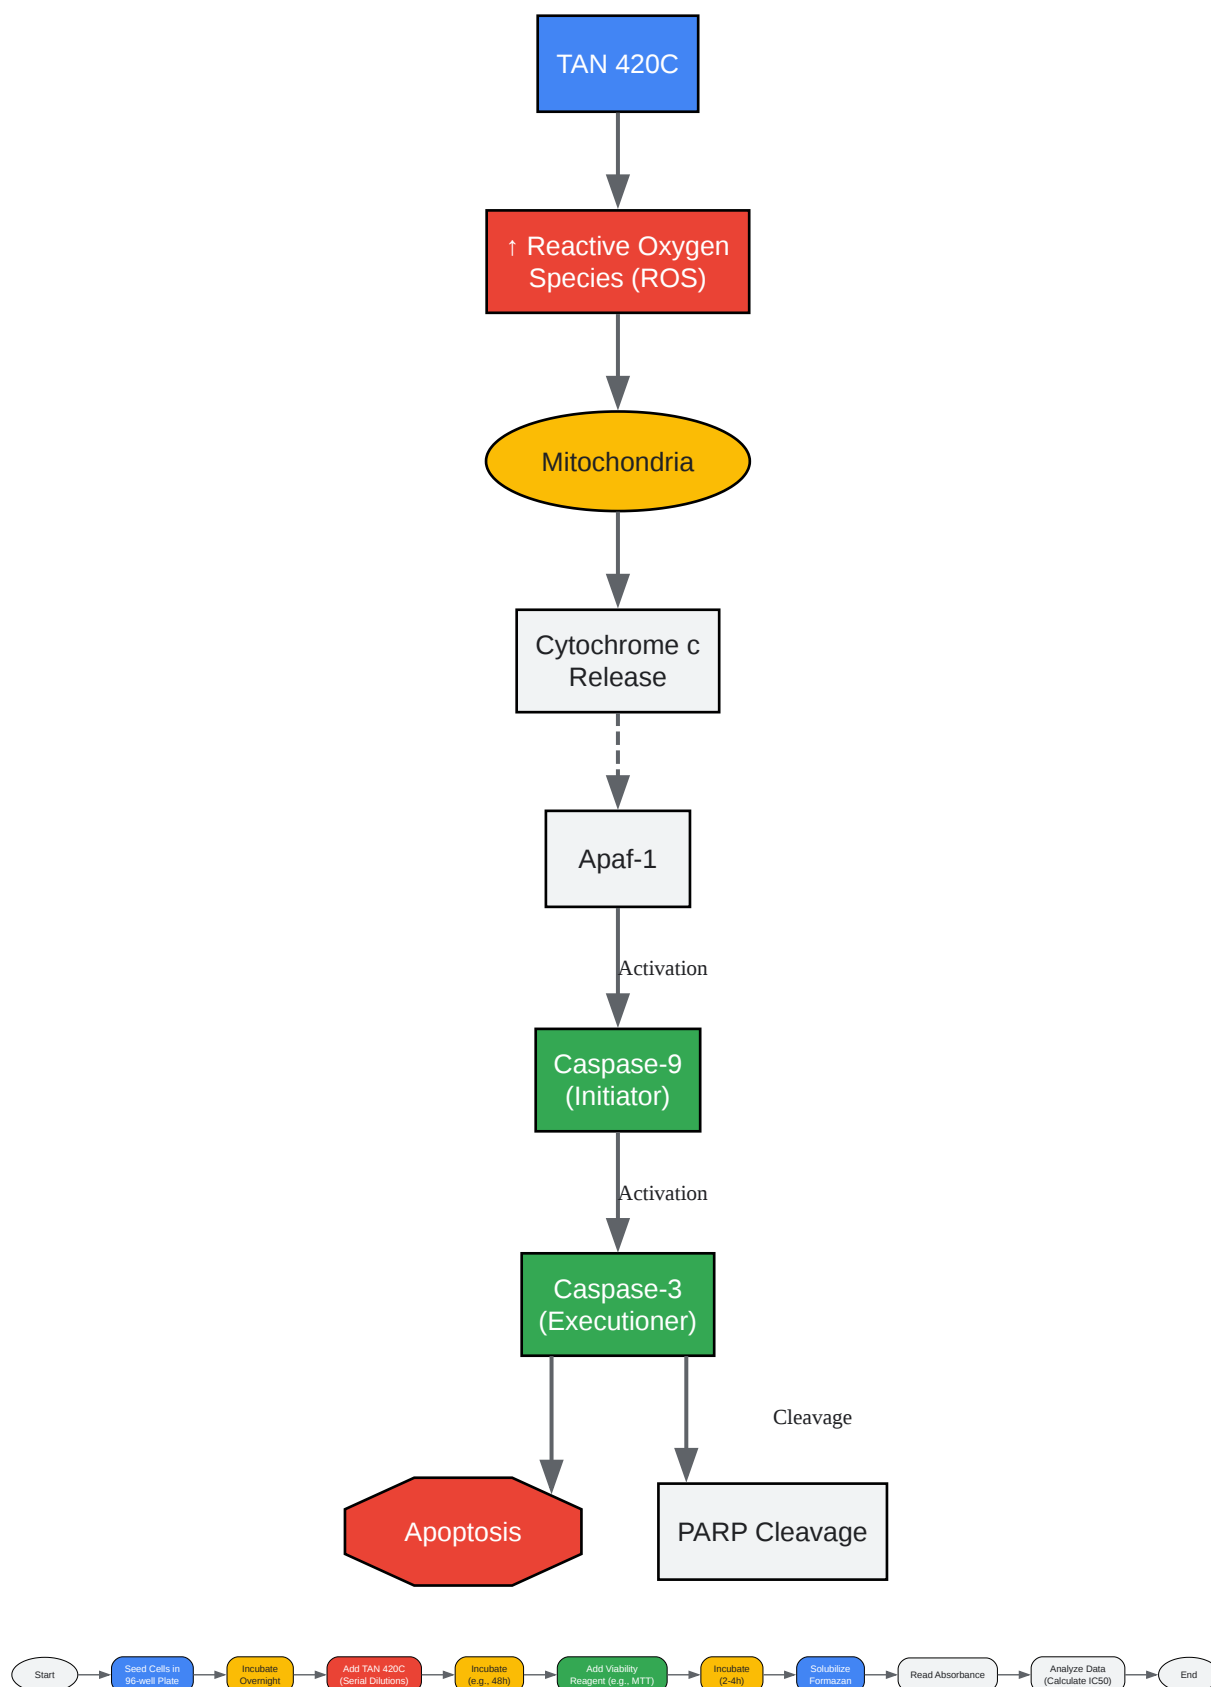 TAN 420C
↑ Reactive Oxygen
Species (ROS)
Mitochondria
Cytochrome c
Release
Apaf-1
Activation
Caspase-9
(Initiator)
Activation
Caspase-3
(Executioner)
Cleavage
Apoptosis
PARP Cleavage
Start
Seed Cells in
96-well Plate
Incubate
Overnight
Add TAN 420C
(Serial Dilutions)
Incubate
(e.g., 48h)
Add Viability
Reagent (e.g., MTT)
Incubate
(2-4h)
Solubilize
Formazan
Read Absorbance
Analyze Data
(Calculate IC50)
End